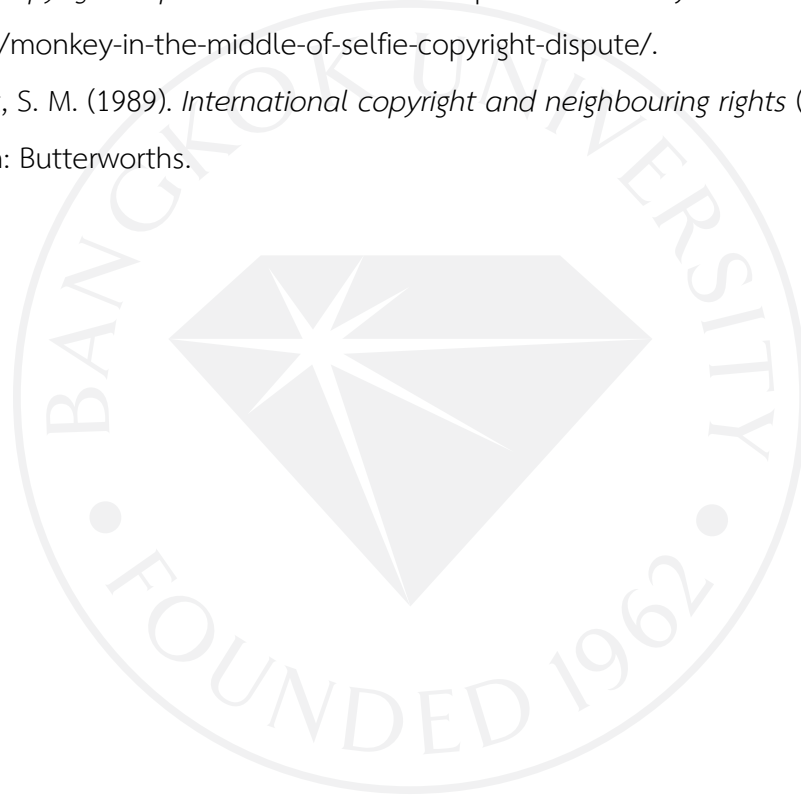 /monkey-in-the-middle-of-selfie-copyright-dispute/.
, S. M. (1989). International copyright and neighbouring rights (
: Butterworths.
BANGKOK UNIVERSITY
• FOUNDED 1962 •